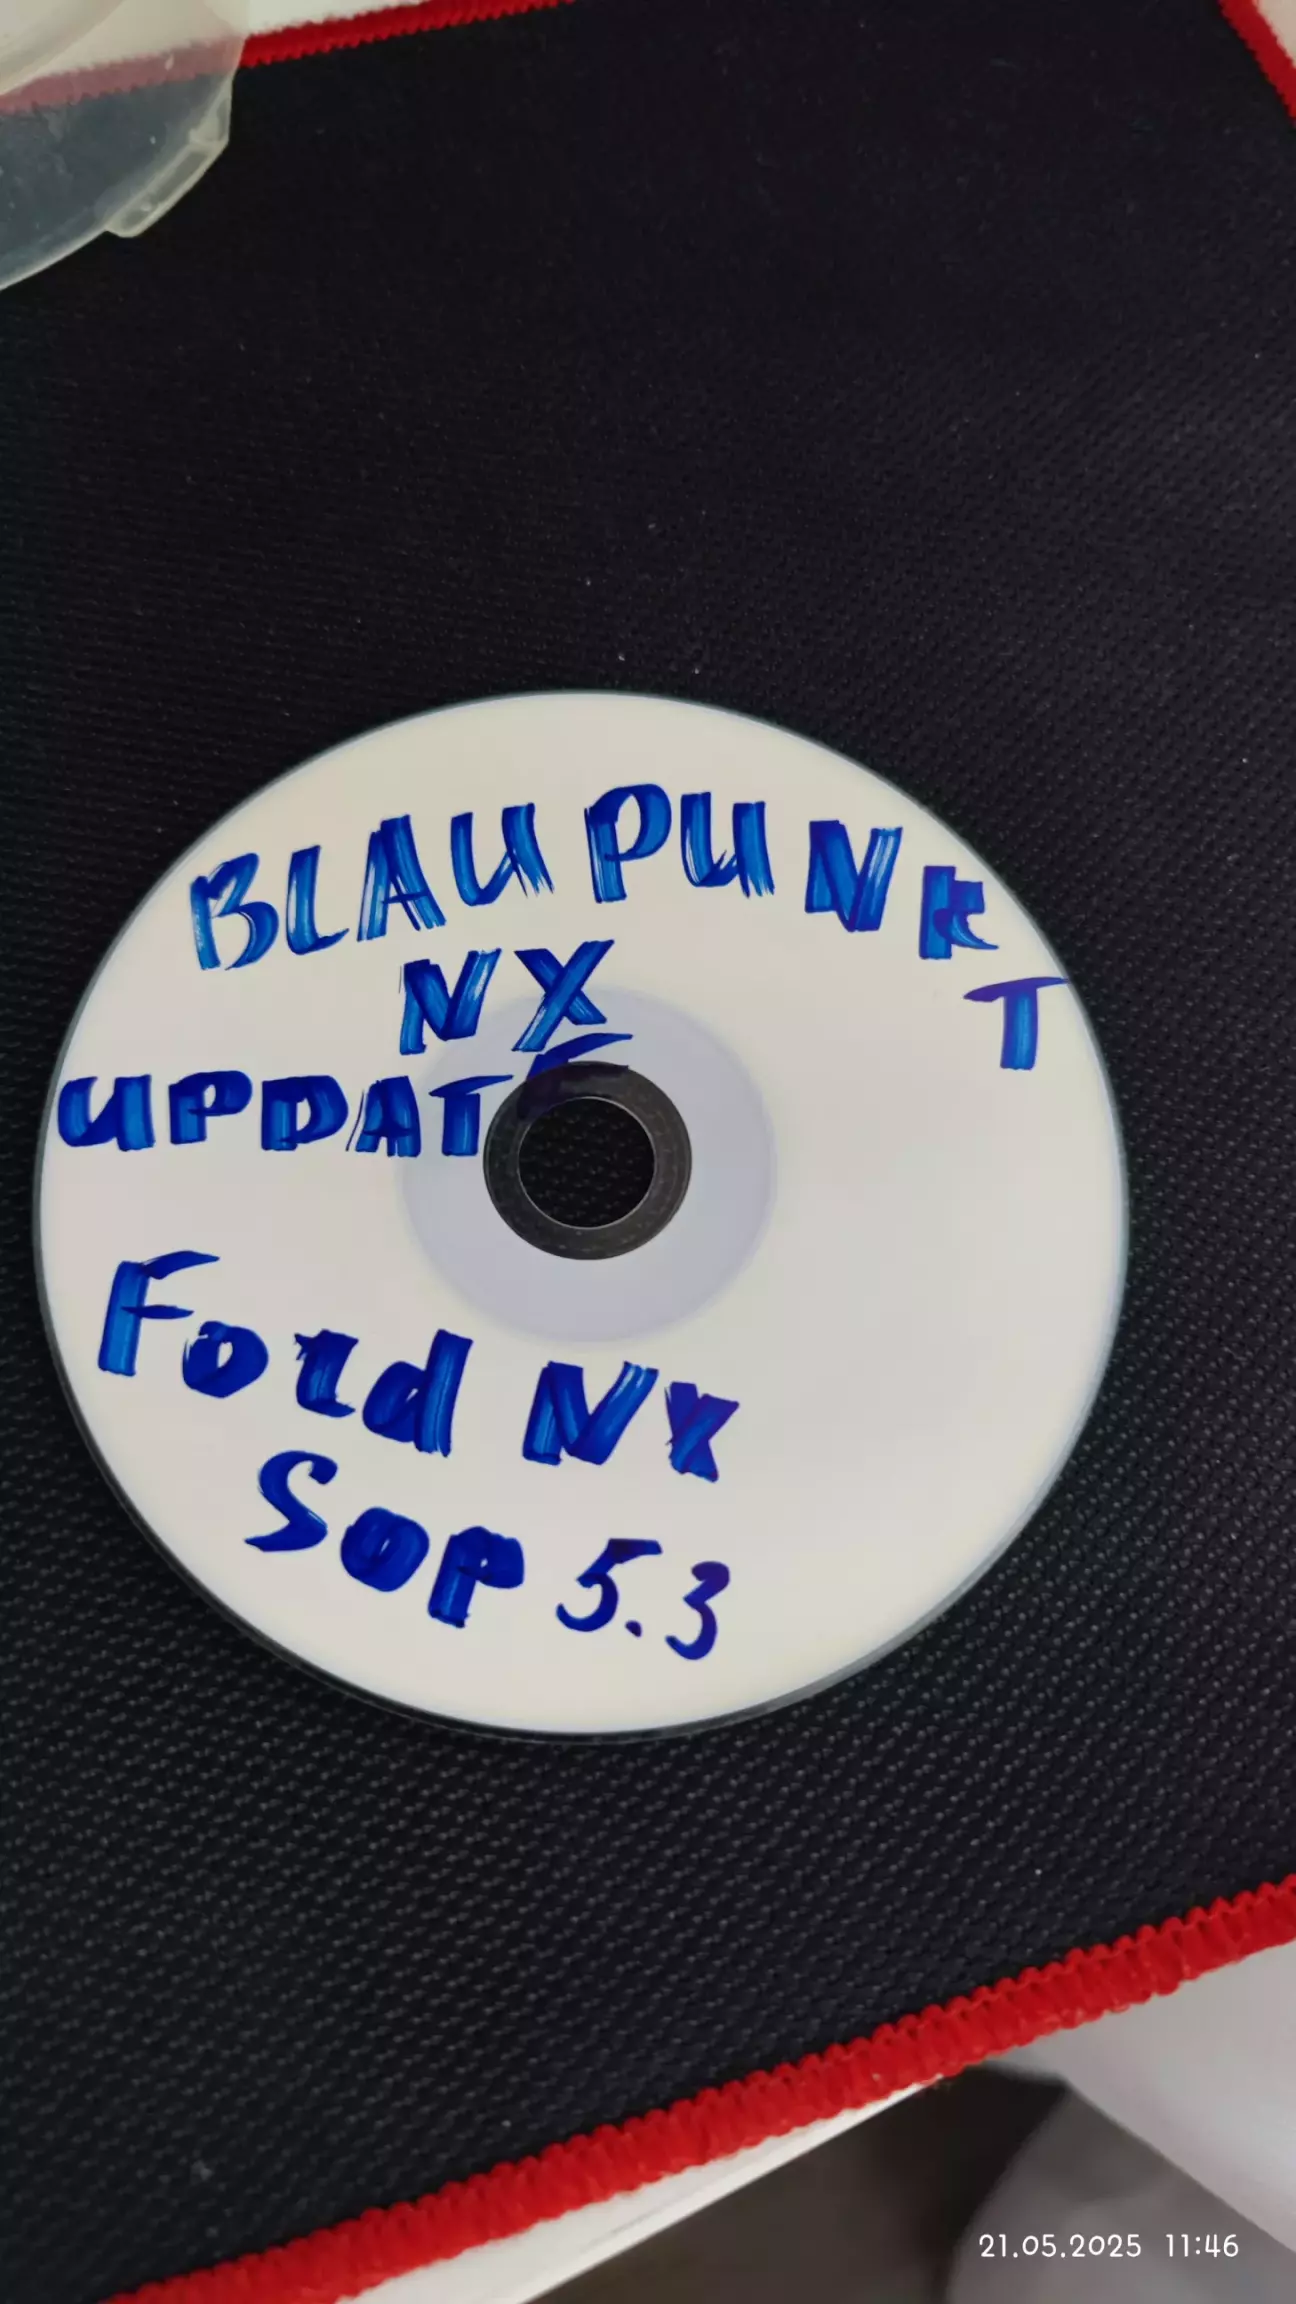 BLAUPUNKT
NX
UPDATE
Ford NX
Sop 5.3
21.05.2025 11:46